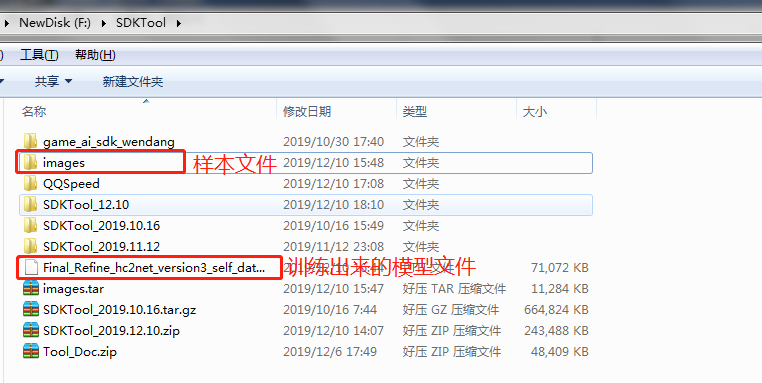 NewDisk (F:) SDKTool
) 工具(T) 帮助(H)
共享 新建文件夹
名称 修改日期 类型 大小
game_ai_sdk_wendang 2019/10/30 17:40 文件夹
images 样本文件 2019/12/10 15:48 文件夹
QQSpeed 2019/12/10 17:08 文件夹
SDKTool_12.10 2019/12/10 18:10 文件夹
SDKTool_2019.10.16 2019/10/16 15:49 文件夹
SDKTool_2019.11.12 2019/11/12 23:08 文件夹
Final_Refine_hc2net_version3_self_dat... 训练出来的模型文件 71,072 KB
images.tar 2019/12/10 15:47 好压 TAR 压缩文件 11,284 KB
SDKTool_2019.10.16.tar.gz 2019/10/16 7:44 好压 GZ 压缩文件 664,824 KB
SDKTool_2019.12.10.zip 2019/12/10 14:07 好压 ZIP 压缩文件 243,488 KB
Tool_Doc.zip 2019/12/6 17:49 好压 ZIP 压缩文件 48,409 KB